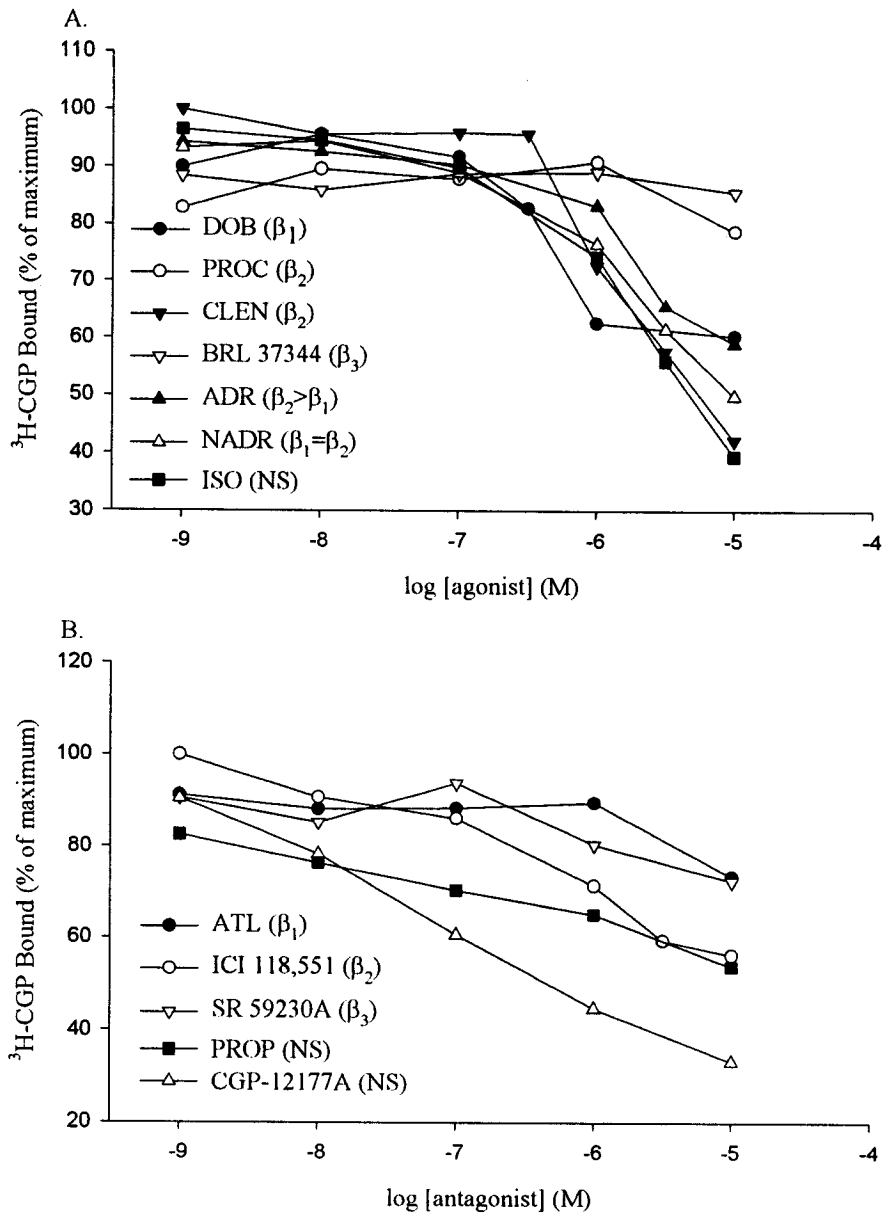 A.
110
100
90
80
70
60
50
40
30
³H-CGP Bound (% of maximum)
DOB (β₁)
PROC (β₂)
CLEN (β₂)
BRL 37344 (β₃)
ADR (β₂>β₁)
NADR (β₁=β₂)
ISO (NS)
-9 -8 -7 -6 -5 -4
log [agonist] (M)
B.
120
100
80
60
40
20
³H-CGP Bound (% of maximum)
ATL (β₁)
ICI 118,551 (β₂)
SR 59230A (β₃)
PROP (NS)
CGP-12177A (NS)
-9 -8 -7 -6 -5 -4
log [antagonist] (M)